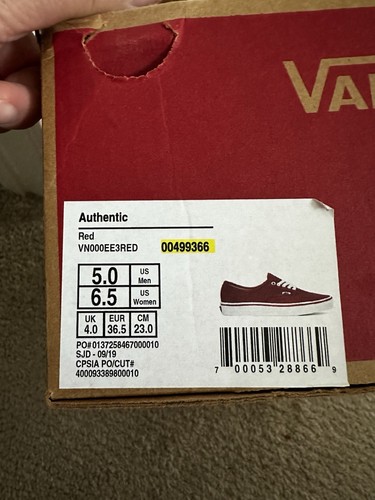 VA
Authentic
Red
VN000EE3RED 00499366
5.0 US Men
6.5 US Women
UK EUR CM
4.0 36.5 23.0
PO# 0137258467000010
SJD - 09/19
CPSIA PO/CUT#
400093389800010
7 00053 28866 9